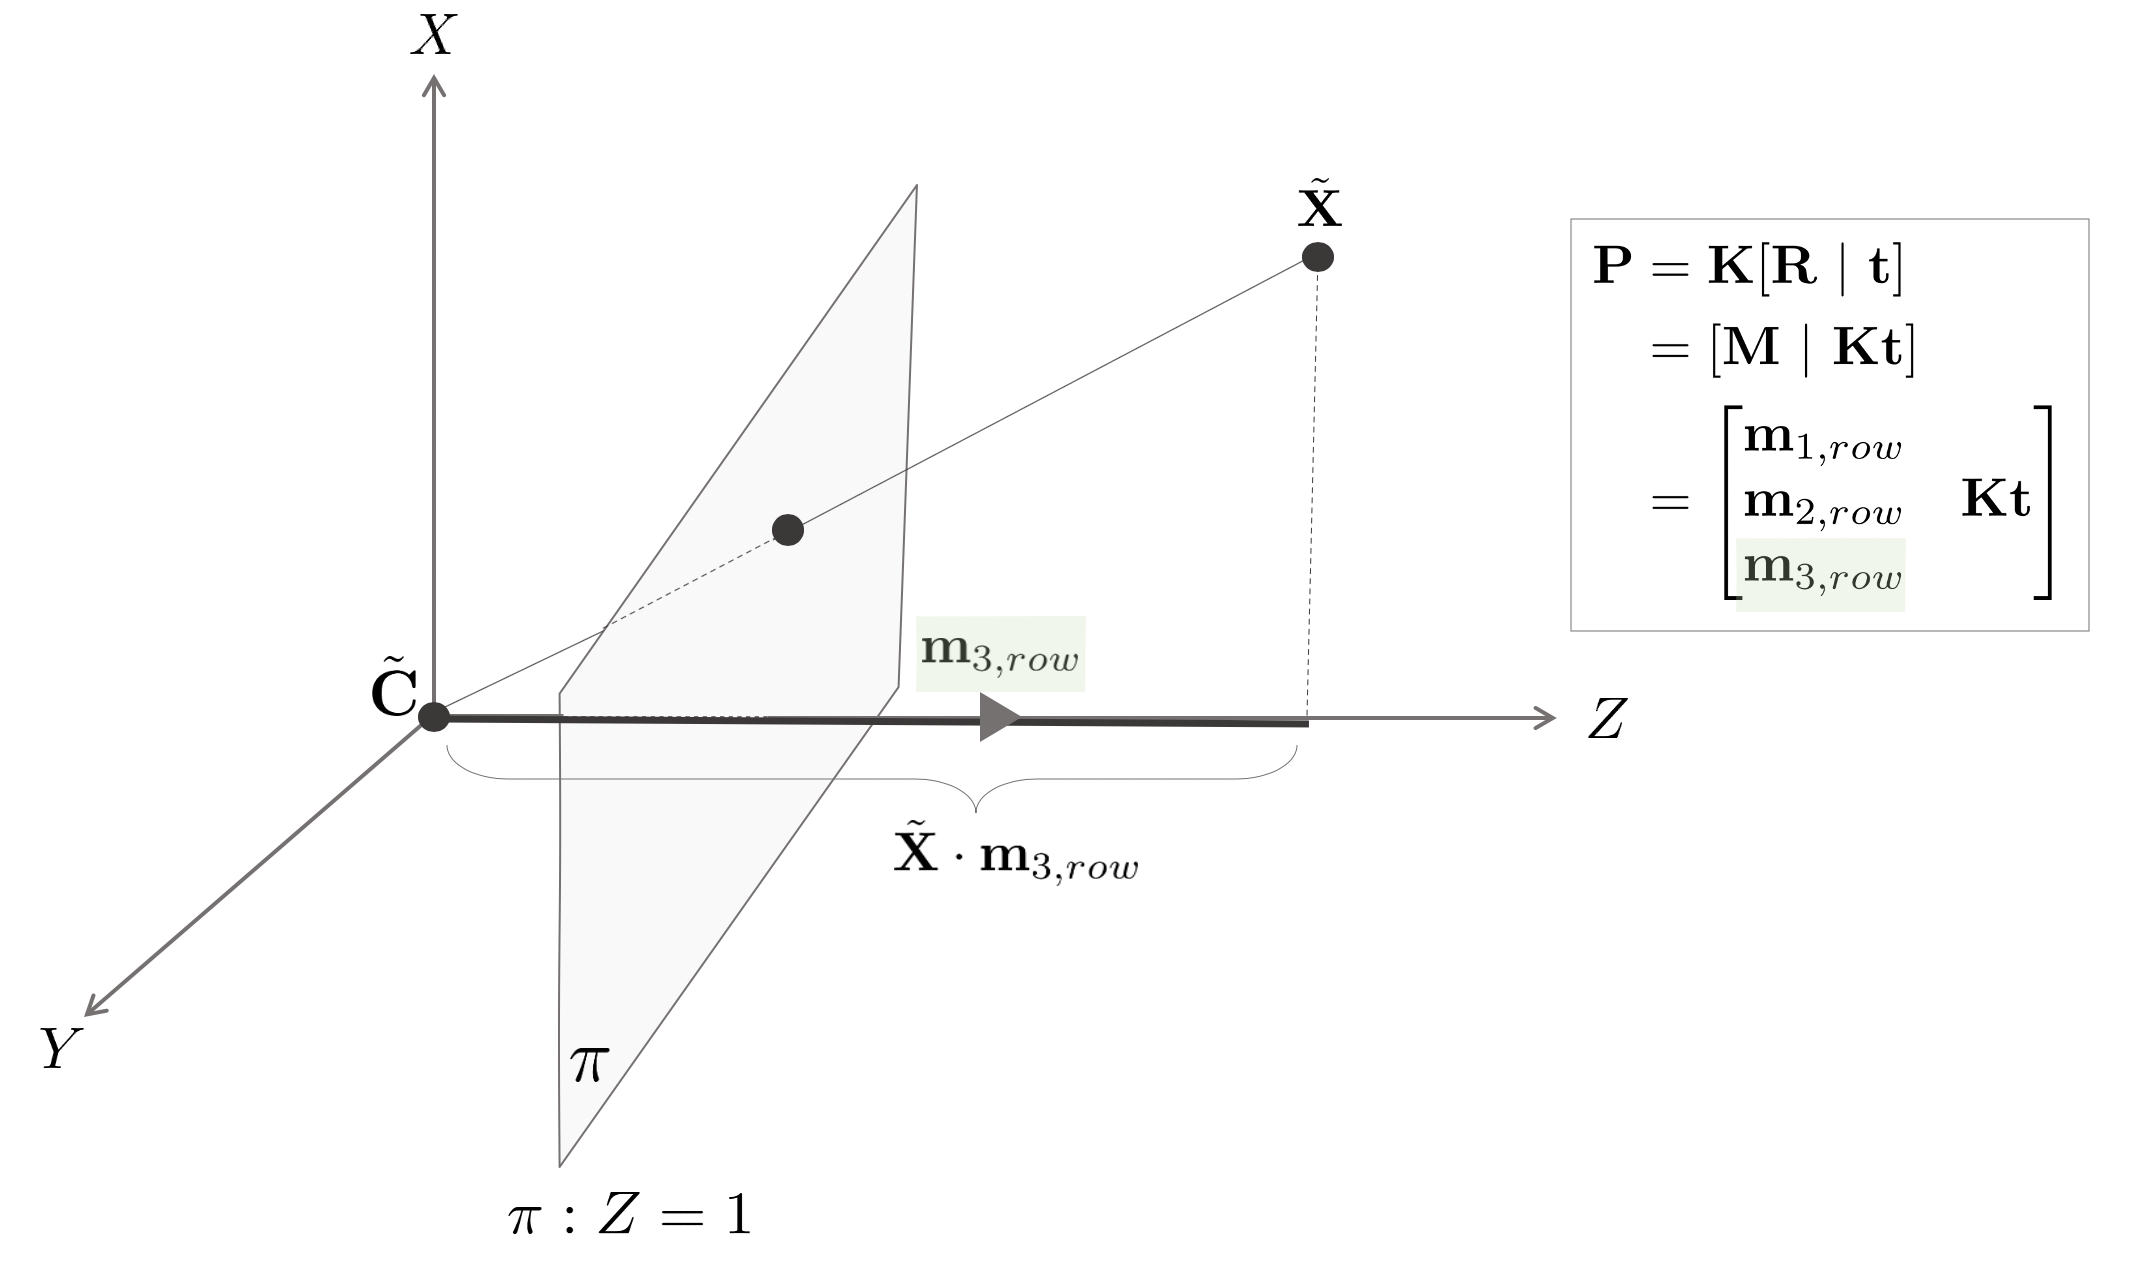 X
X̃
P = K[R | t]
= [M | Kt]
= [m₁,row
m₂,row Kt]
m₃,row
m₃,row
C̃
Z
X̃ · m₃,row
Y
π
π : Z = 1